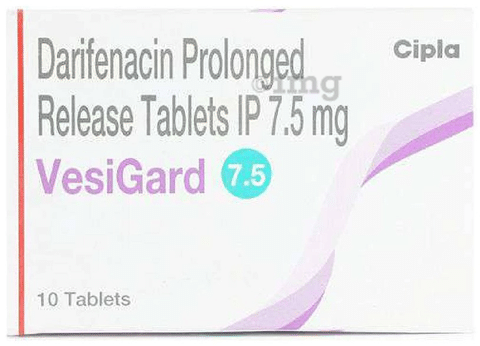 Darifenacin Prolonged
Release Tablets IP 7.5 mg
Cipla
VesiGard 7.5
10 Tablets